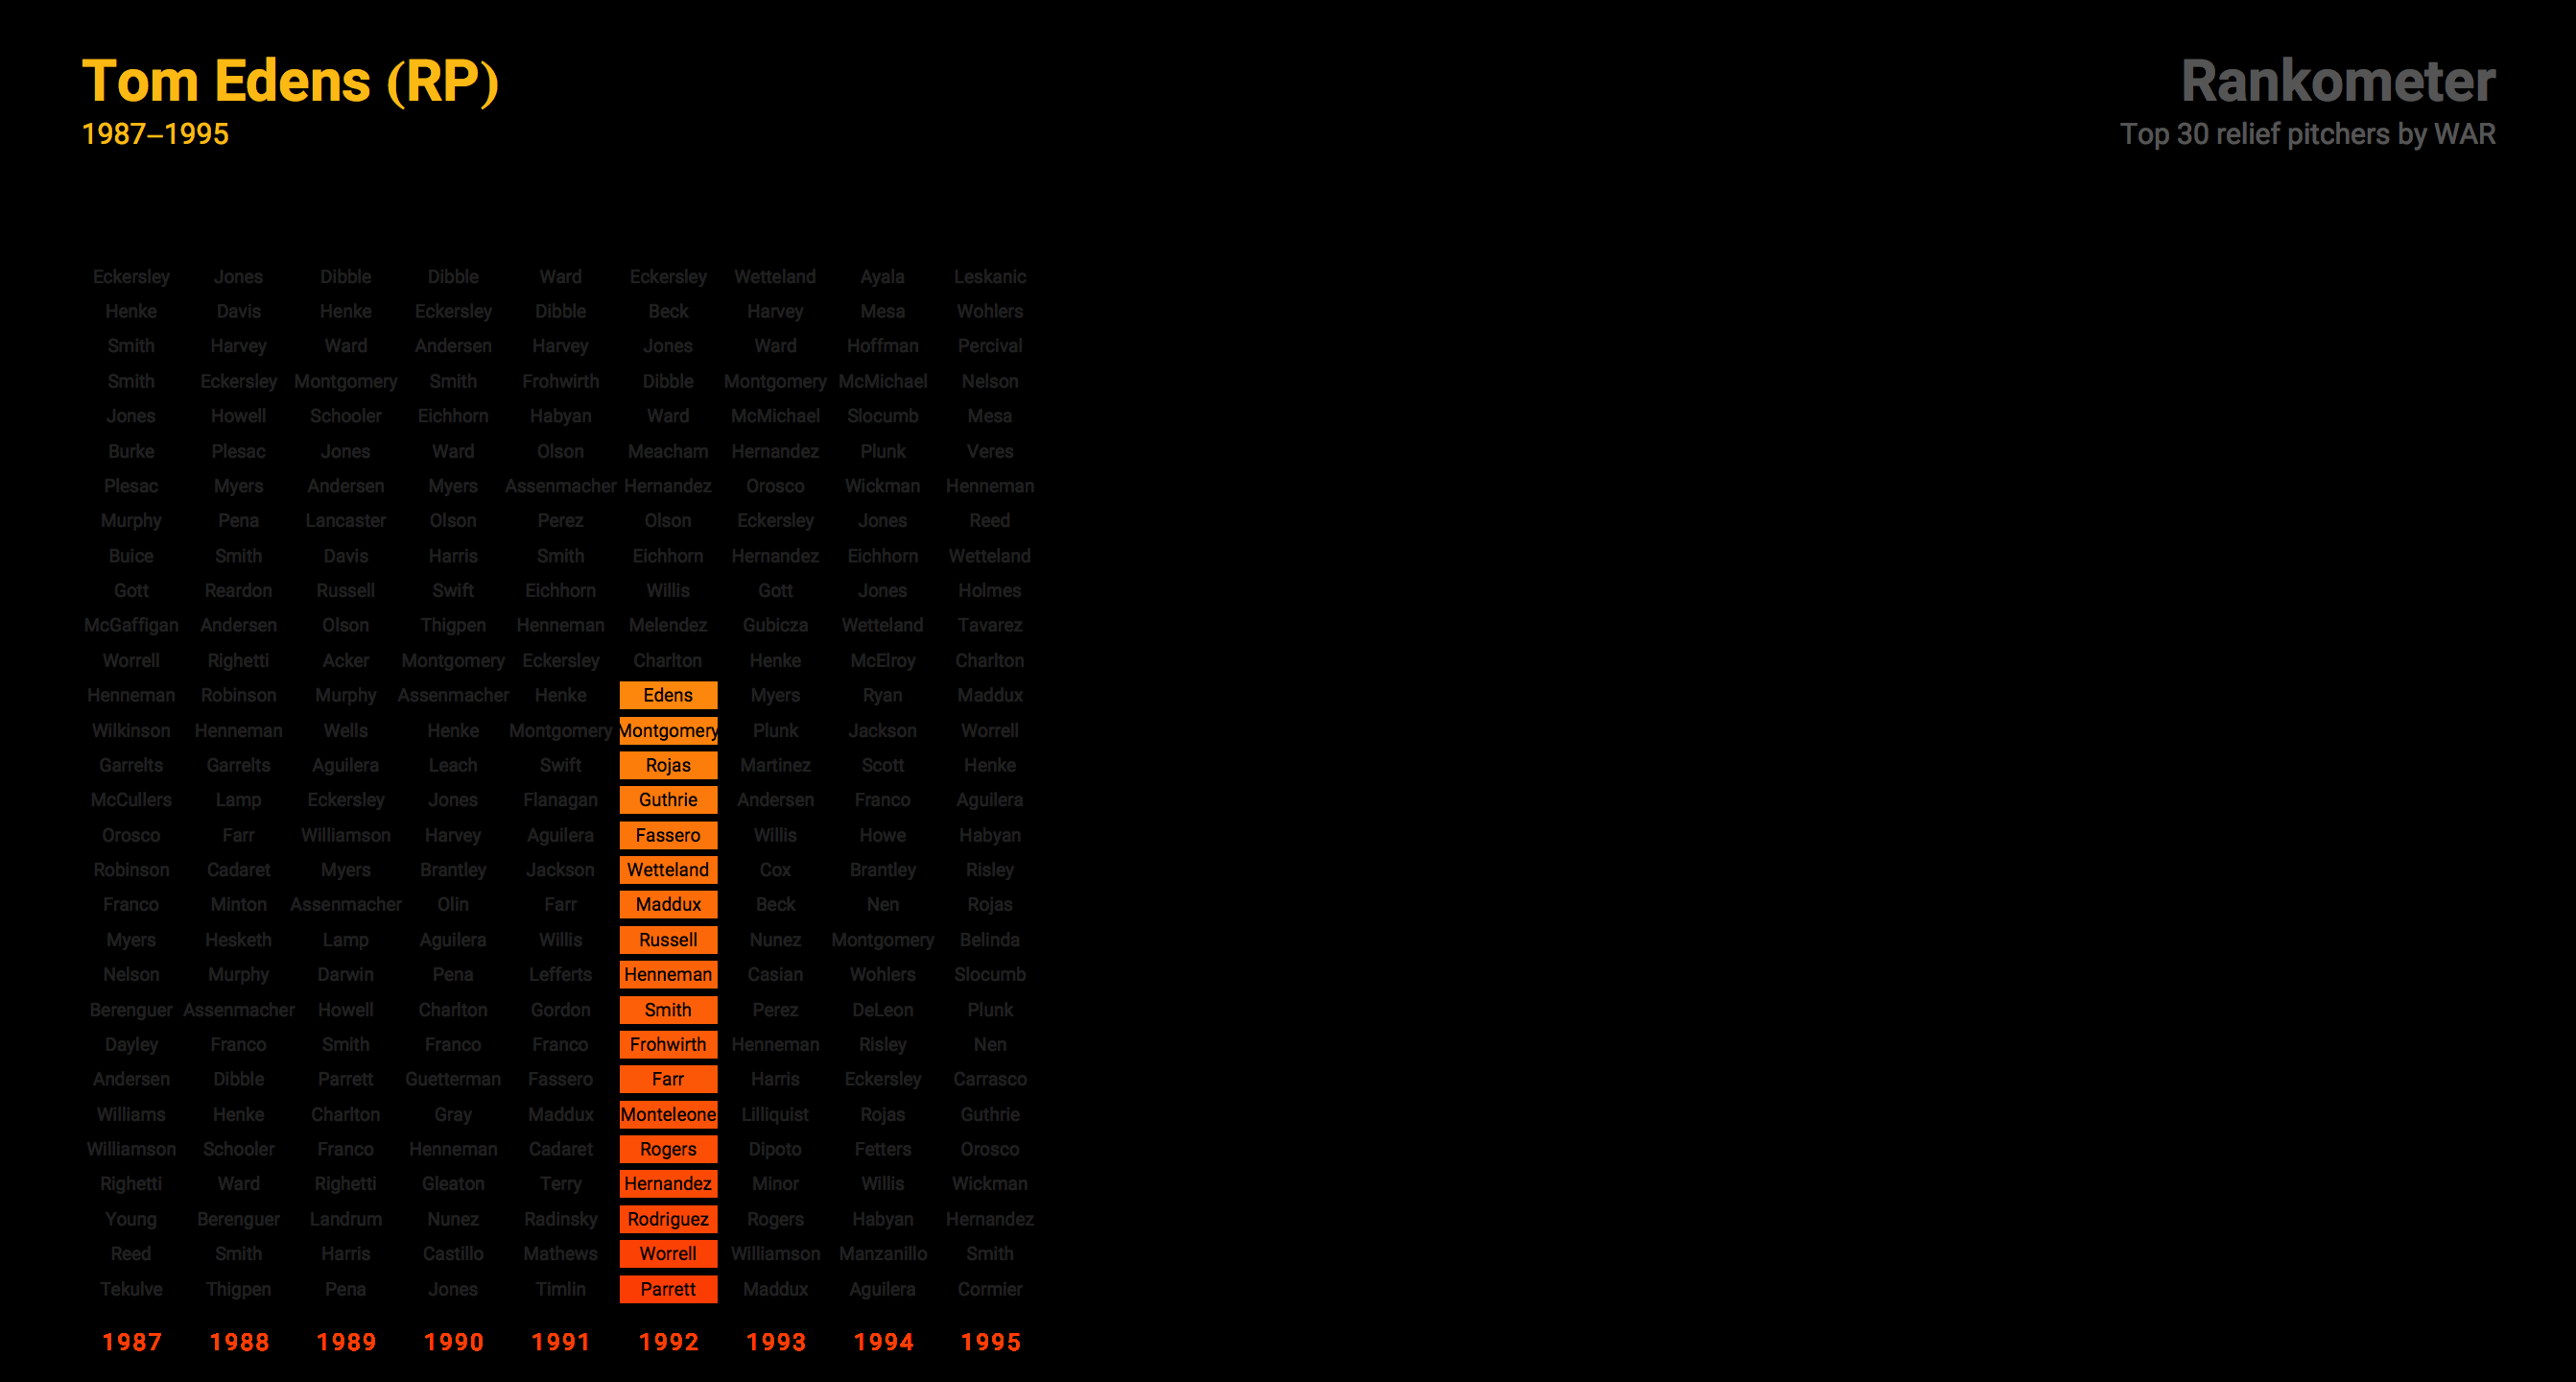 Tom Edens (RP)
1987–1995
Rankometer
Top 30 relief pitchers by WAR
Eckersley Jones Dibble Dibble Ward Eckersley Wetteland Ayala Leskanic
Henke Davis Henke Eckersley Dibble Beck Harvey Mesa Wohlers
Smith Harvey Ward Andersen Harvey Jones Ward Hoffman Percival
Smith Eckersley Montgomery Smith Frohwirth Dibble Montgomery McMichael Nelson
Jones Howell Schooler Eichhorn Habyan Ward McMichael Slocumb Mesa
Burke Plesac Jones Ward Olson Meacham Hernandez Plunk Veres
Plesac Myers Andersen Myers Assenmacher Hernandez Orosco Wickman Henneman
Murphy Pena Lancaster Olson Perez Olson Eckersley Jones Reed
Buice Smith Davis Harris Smith Eichhorn Hernandez Eichhorn Wetteland
Gott Reardon Russell Swift Eichhorn Willis Gott Jones Holmes
McGaffigan Andersen Olson Thigpen Henneman Melendez Gubicza Wetteland Tavarez
Worrell Righetti Acker Montgomery Eckersley Charlton Henke McElroy Charlton
Henneman Robinson Murphy Assenmacher Henke Edens Myers Ryan Maddux
Wilkinson Henneman Wells Henke Montgomery Montgomery Plunk Jackson Worrell
Garrelts Garrelts Aguilera Leach Swift Rojas Martinez Scott Henke
McCullers Lamp Eckersley Jones Flanagan Guthrie Andersen Franco Aguilera
Orosco Farr Williamson Harvey Aguilera Fassero Willis Howe Habyan
Robinson Cadaret Myers Brantley Jackson Wetteland Cox Brantley Risley
Franco Minton Assenmacher Olin Farr Maddux Beck Nen Rojas
Myers Hesketh Lamp Aguilera Willis Russell Nunez Montgomery Belinda
Nelson Murphy Darwin Pena Lefferts Henneman Casian Wohlers Slocumb
Berenguer Assenmacher Howell Charlton Gordon Smith Perez DeLeon Plunk
Dayley Franco Smith Franco Franco Frohwirth Henneman Risley Nen
Andersen Dibble Parrett Guetterman Fassero Farr Harris Eckersley Carrasco
Williams Henke Charlton Gray Maddux Monteleone Lilliquist Rojas Guthrie
Williamson Schooler Franco Henneman Cadaret Rogers Dipoto Fetters Orosco
Righetti Ward Righetti Gleaton Terry Hernandez Minor Willis Wickman
Young Berenguer Landrum Nunez Radinsky Rodriguez Rogers Habyan Hernandez
Reed Smith Harris Castillo Mathews Worrell Williamson Manzanillo Smith
Tekulve Thigpen Pena Jones Timlin Parrett Maddux Aguilera Cormier
1987 1988 1989 1990 1991 1992 1993 1994 1995